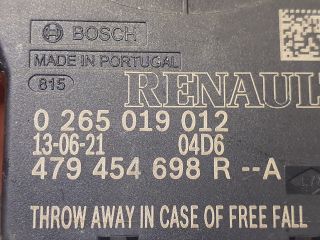 BOSCH
MADE IN PORTUGAL
815
RENAULT
0 265 019 012
13-06-21 04D6
479 454 698 R --A
THROW AWAY IN CASE OF FREE FALL